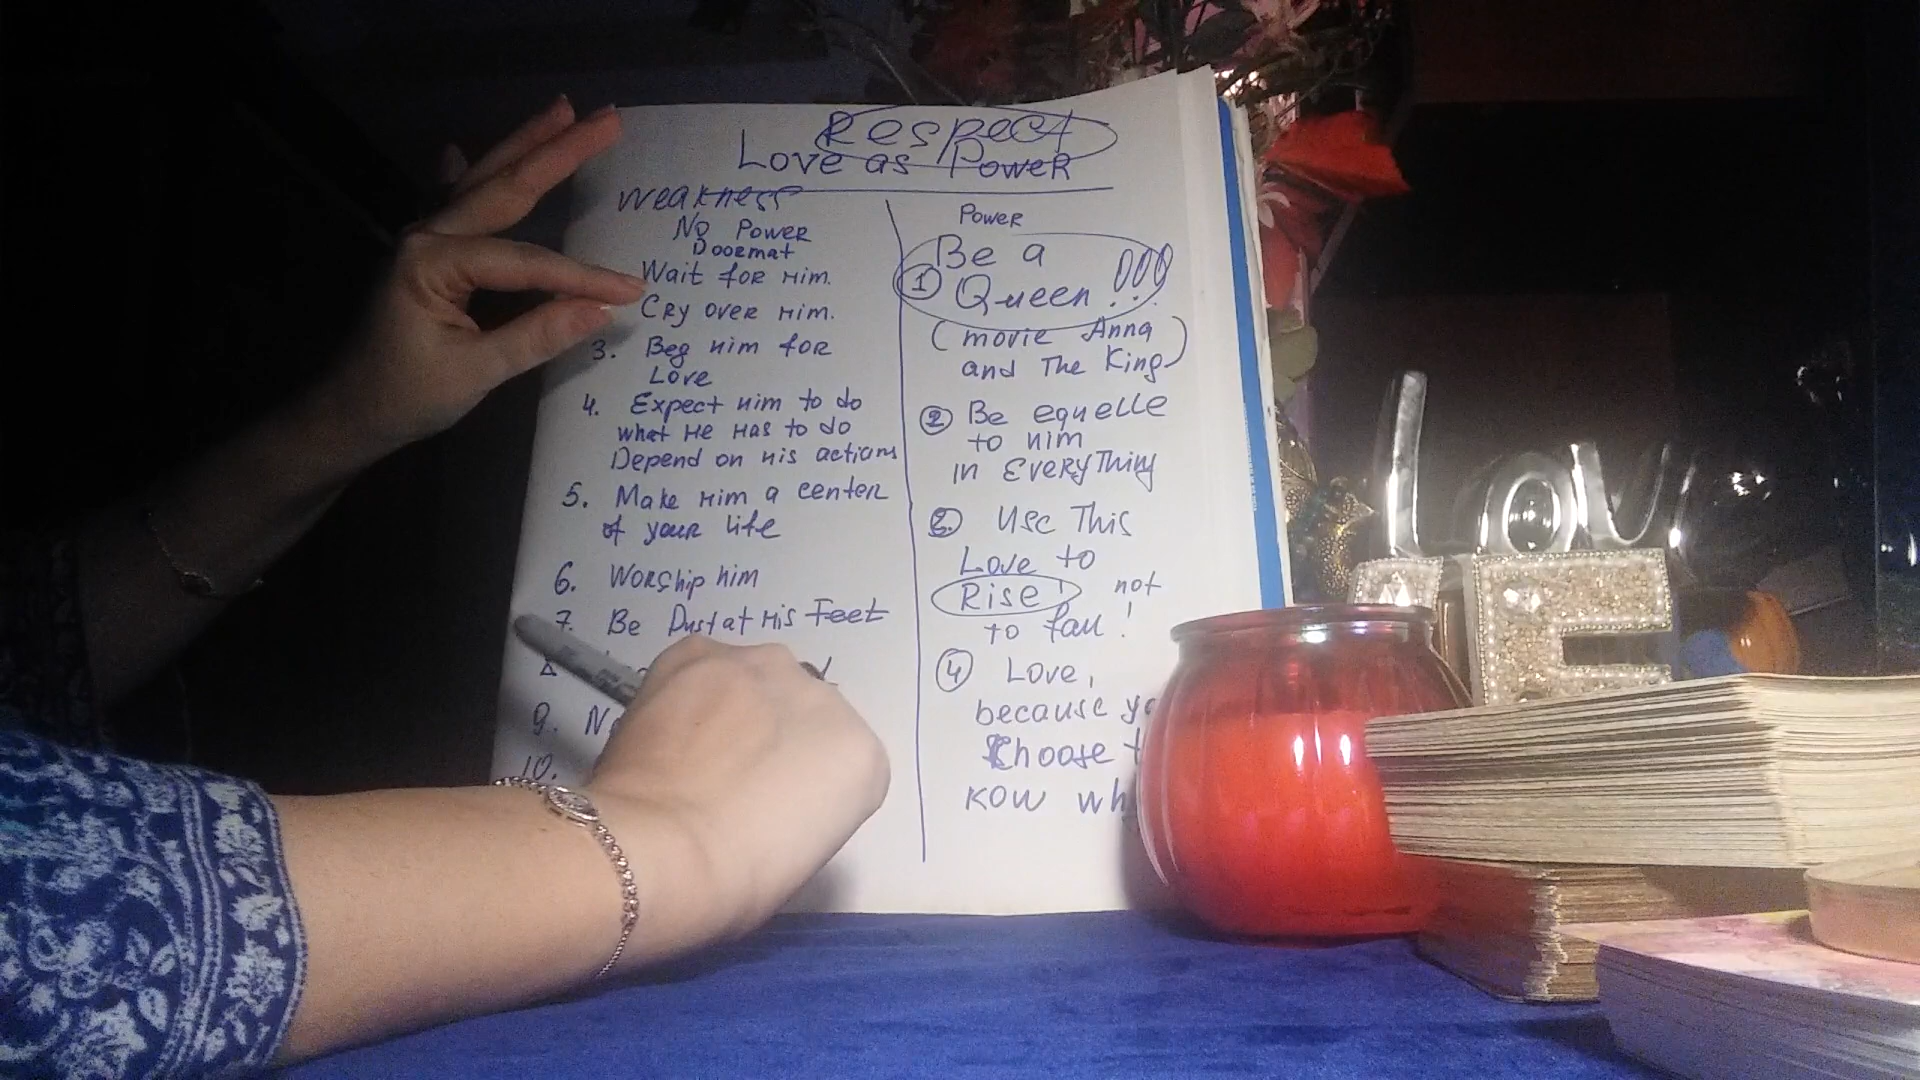 Respect
Love as Power
Weakness
No Power
Doormat
Wait for Him.
Cry over Him.
3. Beg him for
Love
4. Expect him to do
what He Has to do
Depend on his actions
5. Make Him a center
of your life
6. Worship him
7. Be Dust at His Feet
9.
10.
Power
Be a
1 Queen !!!
(movie Anna
and The King)
2 Be equelle
to him
in EveryThing
3. Use This
Love to
Rise! not
to fall!
4 Love,
because
Choose
kow
LOV
E